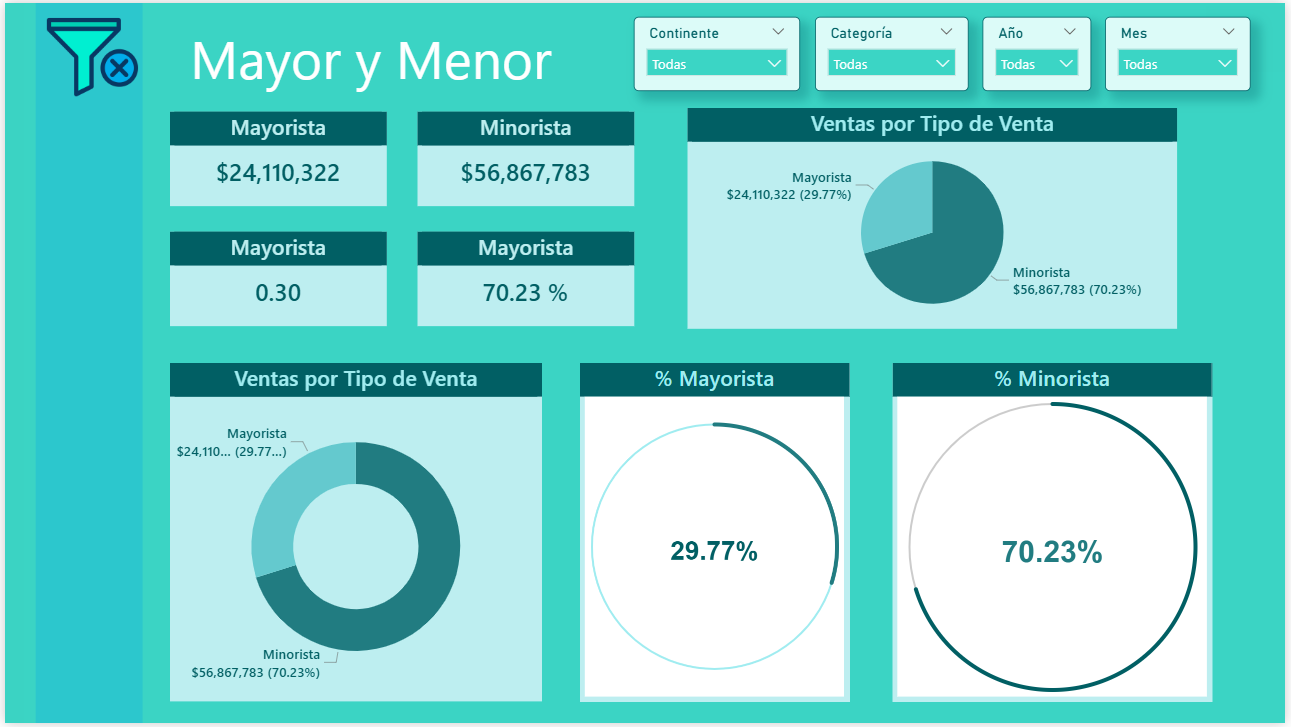 Mayor y Menor
Continente
Todas
Categoría
Todas
Año
Todas
Mes
Todas
Mayorista
$24,110,322
Minorista
$56,867,783
Mayorista
0.30
Mayorista
70.23 %
Ventas por Tipo de Venta
Mayorista
$24,110,322 (29.77%)
Minorista
$56,867,783 (70.23%)
Ventas por Tipo de Venta
Mayorista
$24,110... (29.77...)
Minorista
$56,867,783 (70.23%)
% Mayorista
29.77%
% Minorista
70.23%